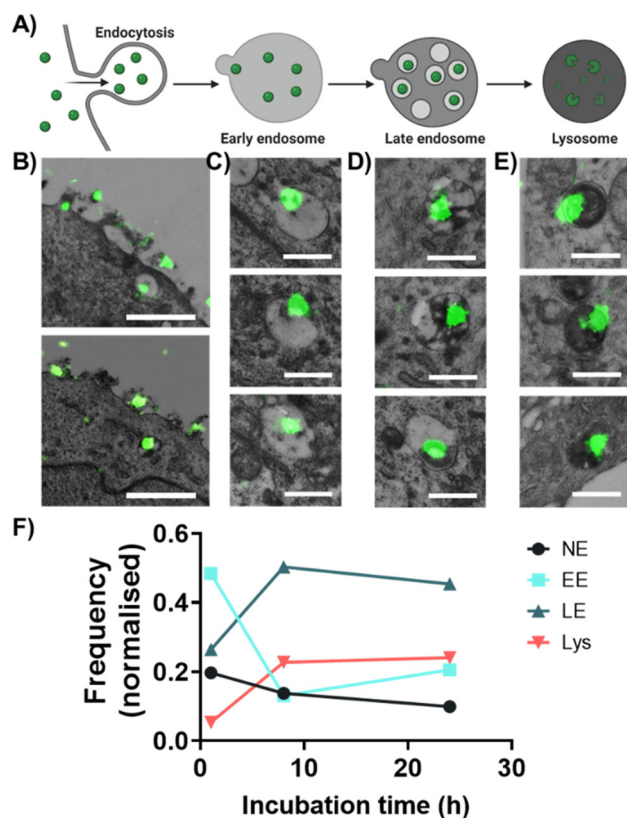 A)
Endocytosis
Early endosome
Late endosome
Lysosome
B)
C)
D)
E)
F)
Frequency
(normalised)
0.6
0.4
0.2
0.0
0
10
20
30
Incubation time (h)
NE
EE
LE
Lys